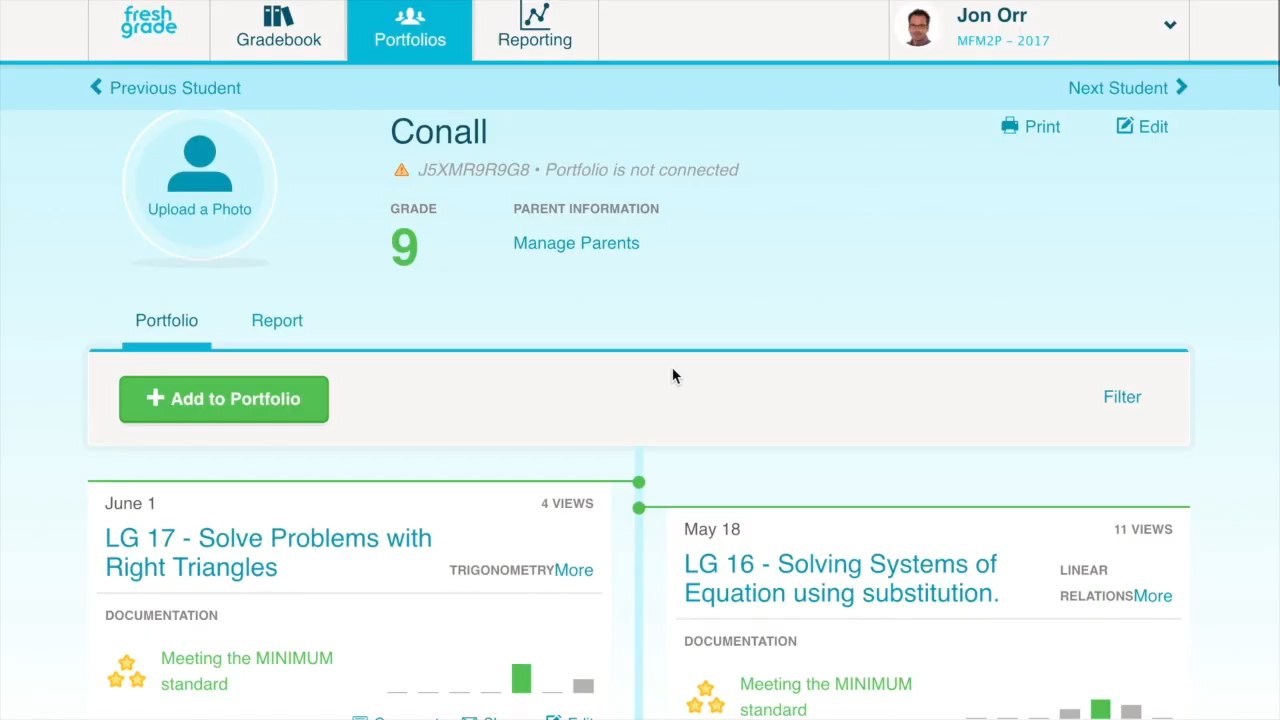 fresh
grade
Gradebook
Portfolios
Reporting
Jon Orr
MFM2P - 2017
Previous Student
Next Student
Upload a Photo
Conall
Print
Edit
J5XMR9R9G8 • Portfolio is not connected
GRADE
PARENT INFORMATION
9
Manage Parents
Portfolio
Report
Add to Portfolio
Filter
June 1
4 VIEWS
LG 17 - Solve Problems with
Right Triangles
TRIGONOMETRY More
DOCUMENTATION
Meeting the MINIMUM
standard
May 18
11 VIEWS
LG 16 - Solving Systems of
Equation using substitution.
LINEAR
RELATIONS More
DOCUMENTATION
Meeting the MINIMUM
standard